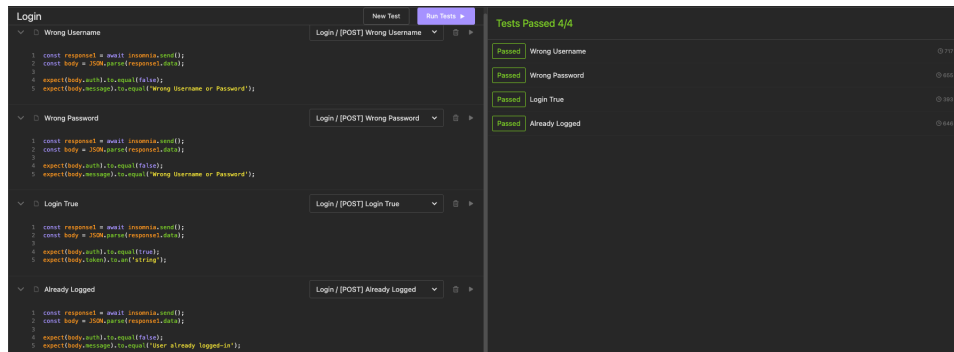 Login
New Test
Run Tests
Wrong Username
Login / [POST] Wrong Username
1 const response1 = await insomnia.send();
2 const body = JSON.parse(response1.data);
3
4 expect(body.auth).to.equal(false);
5 expect(body.message).to.equal('Wrong Username or Password');
Wrong Password
Login / [POST] Wrong Password
1 const response1 = await insomnia.send();
2 const body = JSON.parse(response1.data);
3
4 expect(body.auth).to.equal(false);
5 expect(body.message).to.equal('Wrong Username or Password');
Login True
Login / [POST] Login True
1 const response1 = await insomnia.send();
2 const body = JSON.parse(response1.data);
3
4 expect(body.auth).to.equal(true);
5 expect(body.token).to.an('string');
Already Logged
Login / [POST] Already Logged
1 const response1 = await insomnia.send();
2 const body = JSON.parse(response1.data);
3
4 expect(body.auth).to.equal(false);
5 expect(body.message).to.equal('User already logged-in');
Tests Passed 4/4
Passed Wrong Username 717
Passed Wrong Password
Passed Login True 383
Passed Already Logged